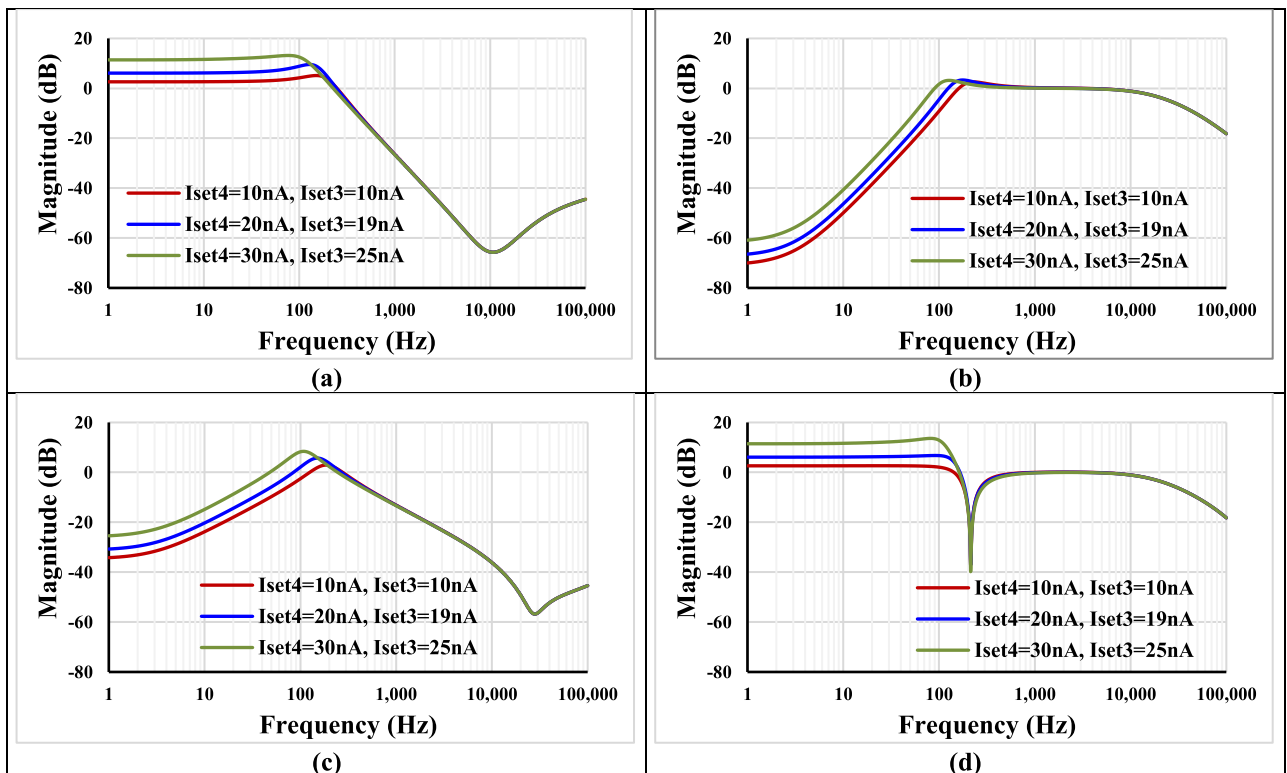 20
0
-20
-40
-60
-80
Magnitude (dB)
Iset4=10nA, Iset3=10nA
Iset4=20nA, Iset3=19nA
Iset4=30nA, Iset3=25nA
1 10 100 1,000 10,000 100,000
Frequency (Hz)
(a)
20
0
-20
-40
-60
-80
Magnitude (dB)
Iset4=10nA, Iset3=10nA
Iset4=20nA, Iset3=19nA
Iset4=30nA, Iset3=25nA
1 10 100 1,000 10,000 100,000
Frequency (Hz)
(b)
20
0
-20
-40
-60
-80
Magnitude (dB)
Iset4=10nA, Iset3=10nA
Iset4=20nA, Iset3=19nA
Iset4=30nA, Iset3=25nA
1 10 100 1,000 10,000 100,000
Frequency (Hz)
(c)
20
0
-20
-40
-60
-80
Magnitude (dB)
Iset4=10nA, Iset3=10nA
Iset4=20nA, Iset3=19nA
Iset4=30nA, Iset3=25nA
1 10 100 1,000 10,000 100,000
Frequency (Hz)
(d)